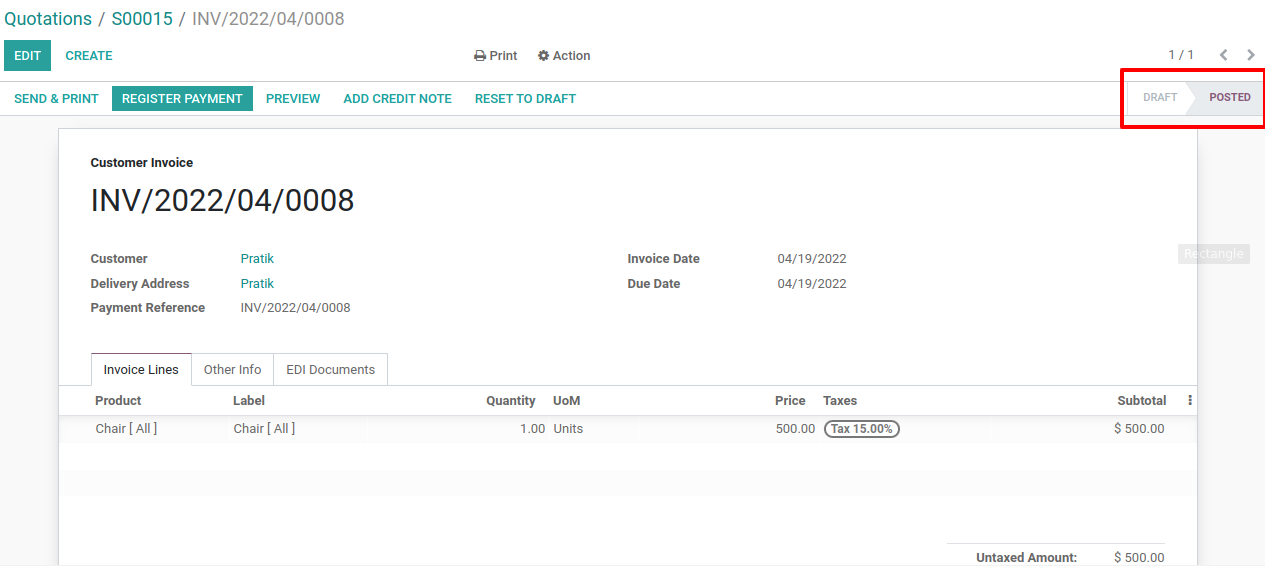 Quotations / S00015 / INV/2022/04/0008
EDIT CREATE Print Action 1 / 1
SEND & PRINT REGISTER PAYMENT PREVIEW ADD CREDIT NOTE RESET TO DRAFT DRAFT POSTED
Customer Invoice
INV/2022/04/0008
Customer Pratik Invoice Date 04/19/2022
Delivery Address Pratik Due Date 04/19/2022
Payment Reference INV/2022/04/0008
Rectangle
Invoice Lines Other Info EDI Documents
Product Label Quantity UoM Price Taxes Subtotal
Chair [ All ] Chair [ All ] 1.00 Units 500.00 Tax 15.00% $ 500.00
Untaxed Amount: $ 500.00